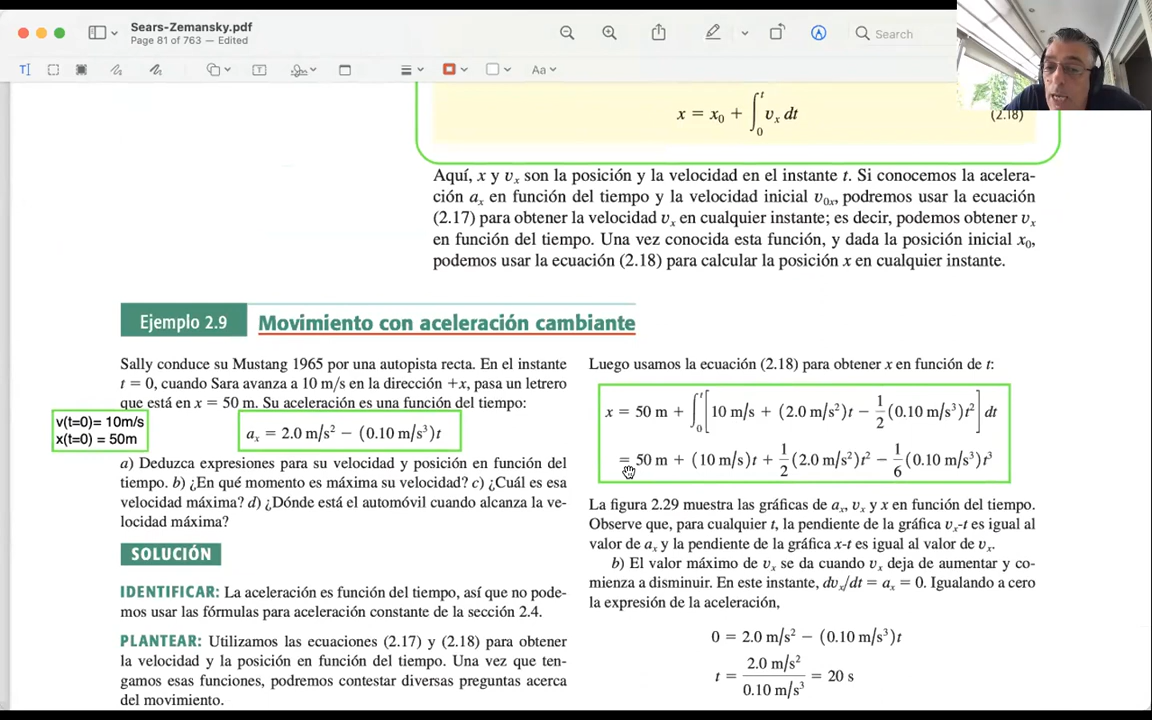 Sears-Zemansky.pdf
Page 81 of 763 — Edited
Search
Aa
x = x₀ + ∫₀ᵗ vₓ dt (2.18)
Aquí, x y vₓ son la posición y la velocidad en el instante t. Si conocemos la acelera-
ción aₓ en función del tiempo y la velocidad inicial v₀ₓ, podremos usar la ecuación
(2.17) para obtener la velocidad vₓ en cualquier instante; es decir, podemos obtener vₓ
en función del tiempo. Una vez conocida esta función, y dada la posición inicial x₀,
podemos usar la ecuación (2.18) para calcular la posición x en cualquier instante.
Ejemplo 2.9 Movimiento con aceleración cambiante
Sally conduce su Mustang 1965 por una autopista recta. En el instante
t = 0, cuando Sara avanza a 10 m/s en la dirección +x, pasa un letrero
que está en x = 50 m. Su aceleración es una función del tiempo:
v(t=0)= 10m/s
x(t=0) = 50m
aₓ = 2.0 m/s² − (0.10 m/s³)t
a) Deduzca expresiones para su velocidad y posición en función del
tiempo. b) ¿En qué momento es máxima su velocidad? c) ¿Cuál es esa
velocidad máxima? d) ¿Dónde está el automóvil cuando alcanza la ve-
locidad máxima?
SOLUCIÓN
IDENTIFICAR: La aceleración es función del tiempo, así que no pode-
mos usar las fórmulas para aceleración constante de la sección 2.4.
PLANTEAR: Utilizamos las ecuaciones (2.17) y (2.18) para obtener
la velocidad y la posición en función del tiempo. Una vez que ten-
gamos esas funciones, podremos contestar diversas preguntas acerca
del movimiento.
Luego usamos la ecuación (2.18) para obtener x en función de t:
x = 50 m + ∫₀ᵗ [10 m/s + (2.0 m/s²)t − 1/2 (0.10 m/s³)t²] dt
= 50 m + (10 m/s)t + 1/2 (2.0 m/s²)t² − 1/6 (0.10 m/s³)t³
La figura 2.29 muestra las gráficas de aₓ, vₓ y x en función del tiempo.
Observe que, para cualquier t, la pendiente de la gráfica vₓ-t es igual al
valor de aₓ y la pendiente de la gráfica x-t es igual al valor de vₓ.
b) El valor máximo de vₓ se da cuando vₓ deja de aumentar y co-
mienza a disminuir. En este instante, dvₓ/dt = aₓ = 0. Igualando a cero
la expresión de la aceleración,
0 = 2.0 m/s² − (0.10 m/s³)t
t = 2.0 m/s² / 0.10 m/s³ = 20 s